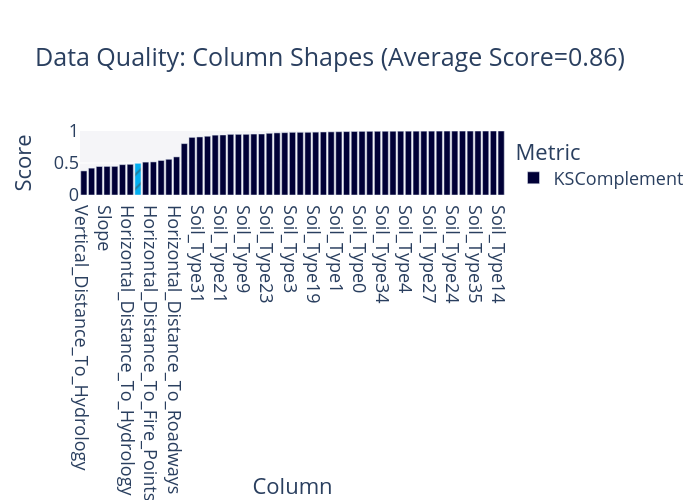 Data Quality: Column Shapes (Average Score=0.86)
Score
1
0.5
0
Metric
KSComplement
Vertical_Distance_To_Hydrology
Slope
Horizontal_Distance_To_Hydrology
Horizontal_Distance_To_Fire_Points
Horizontal_Distance_To_Roadways
Soil_Type31
Soil_Type21
Soil_Type9
Soil_Type23
Soil_Type3
Soil_Type19
Soil_Type1
Soil_Type0
Soil_Type34
Soil_Type4
Soil_Type27
Soil_Type24
Soil_Type35
Soil_Type14
Column